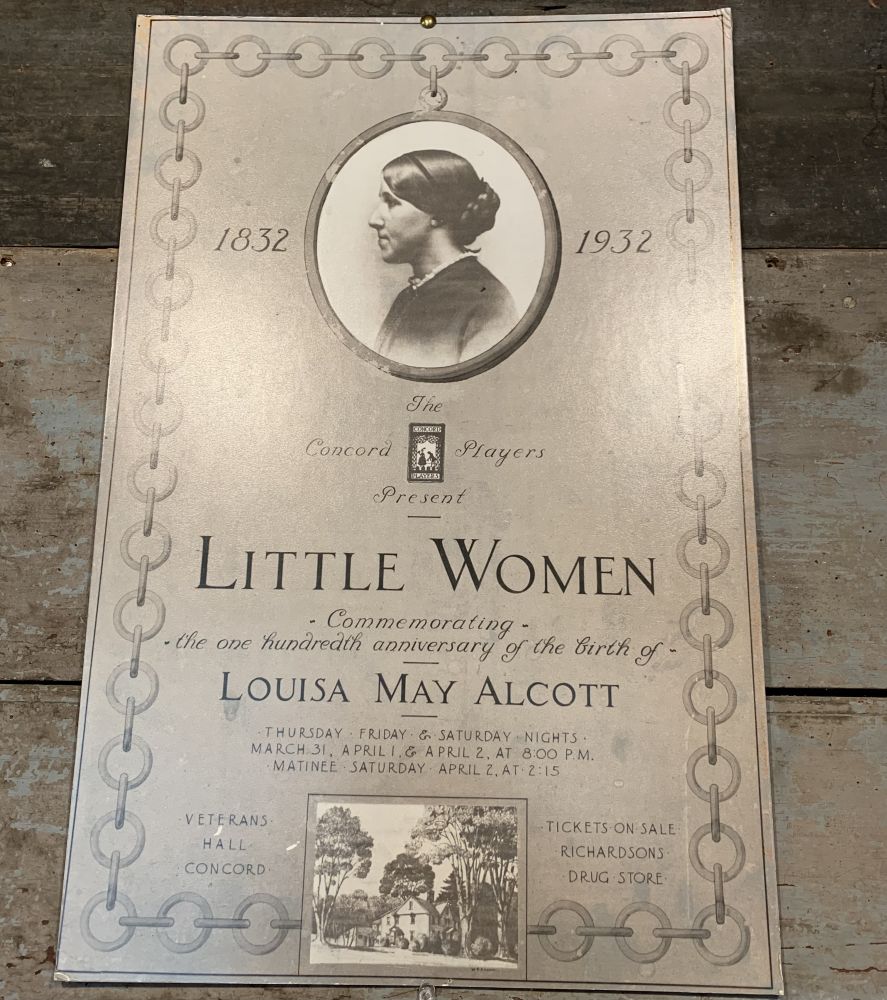 1832 1932
The
Concord CONCORD PLAYERS Players
Present
LITTLE WOMEN
- Commemorating -
- the one hundredth anniversary of the birth of -
LOUISA MAY ALCOTT
· THURSDAY · FRIDAY · & · SATURDAY · NIGHTS ·
MARCH 31, APRIL 1, & APRIL 2, AT 8:00 P.M.
· MATINEE · SATURDAY · APRIL 2, AT · 2:15
· VETERANS ·
HALL ·
· CONCORD ·
· TICKETS · ON · SALE ·
RICHARDSONS ·
· DRUG · STORE ·